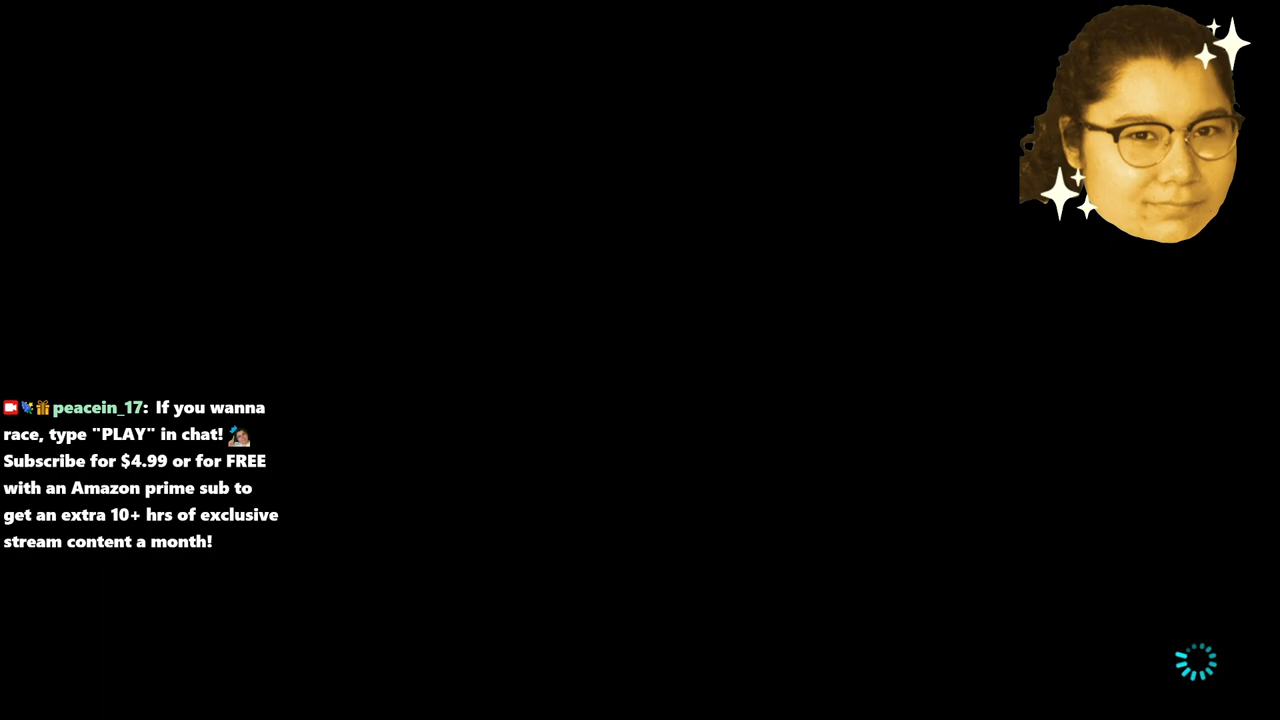 peacein_17: If you wanna
race, type "PLAY" in chat!
Subscribe for $4.99 or for FREE
with an Amazon prime sub to
get an extra 10+ hrs of exclusive
stream content a month!